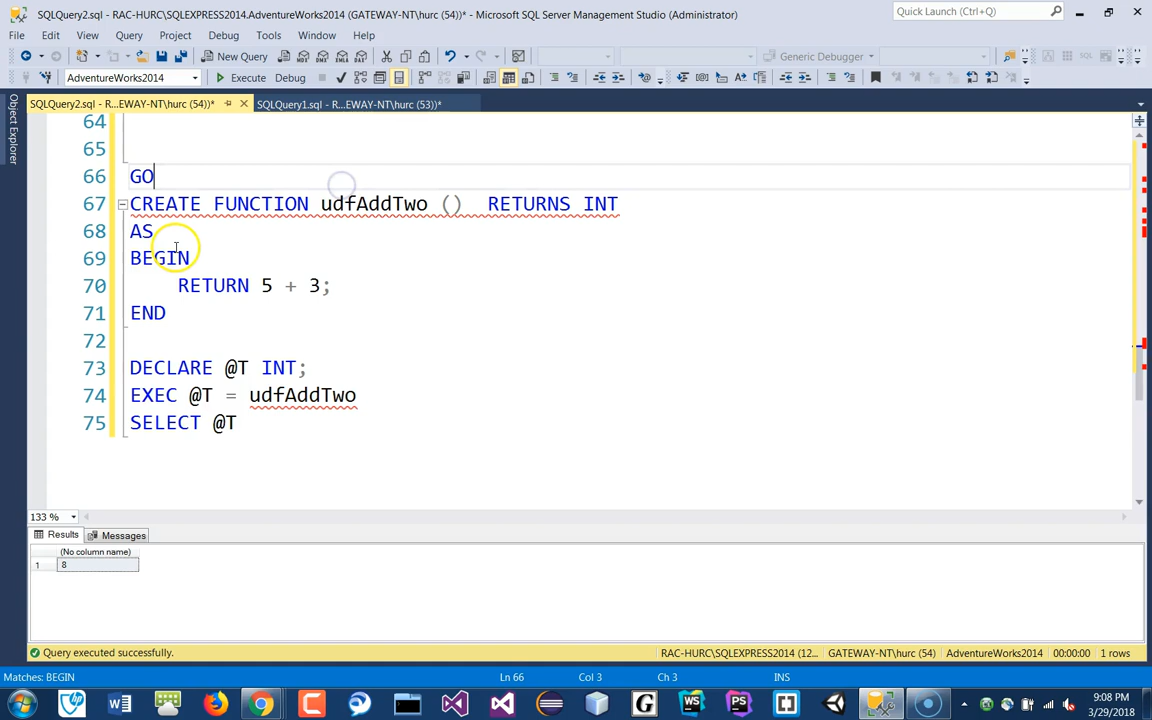 SQLQuery2.sql - RAC-HURC\SQLEXPRESS2014.AdventureWorks2014 (GATEWAY-NT\hurc (54))* - Microsoft SQL Server Management Studio (Administrator)
Quick Launch (Ctrl+Q)
File Edit View Query Project Debug Tools Window Help
New Query
Generic Debugger
AdventureWorks2014
Execute Debug
SQLQuery2.sql - R...EWAY-NT\hurc (54))*
SQLQuery1.sql - R...EWAY-NT\hurc (53))*
Object Explorer
64
65
66 GO
67 CREATE FUNCTION udfAddTwo () RETURNS INT
68 AS
69 BEGIN
70 RETURN 5 + 3;
71 END
72
73 DECLARE @T INT;
74 EXEC @T = udfAddTwo
75 SELECT @T
133 %
Results Messages
(No column name)
1 8
Query executed successfully.
RAC-HURC\SQLEXPRESS2014 (12... GATEWAY-NT\hurc (54) AdventureWorks2014 00:00:00 1 rows
Matches: BEGIN
Ln 66 Col 3 Ch 3 INS
9:08 PM
3/29/2018